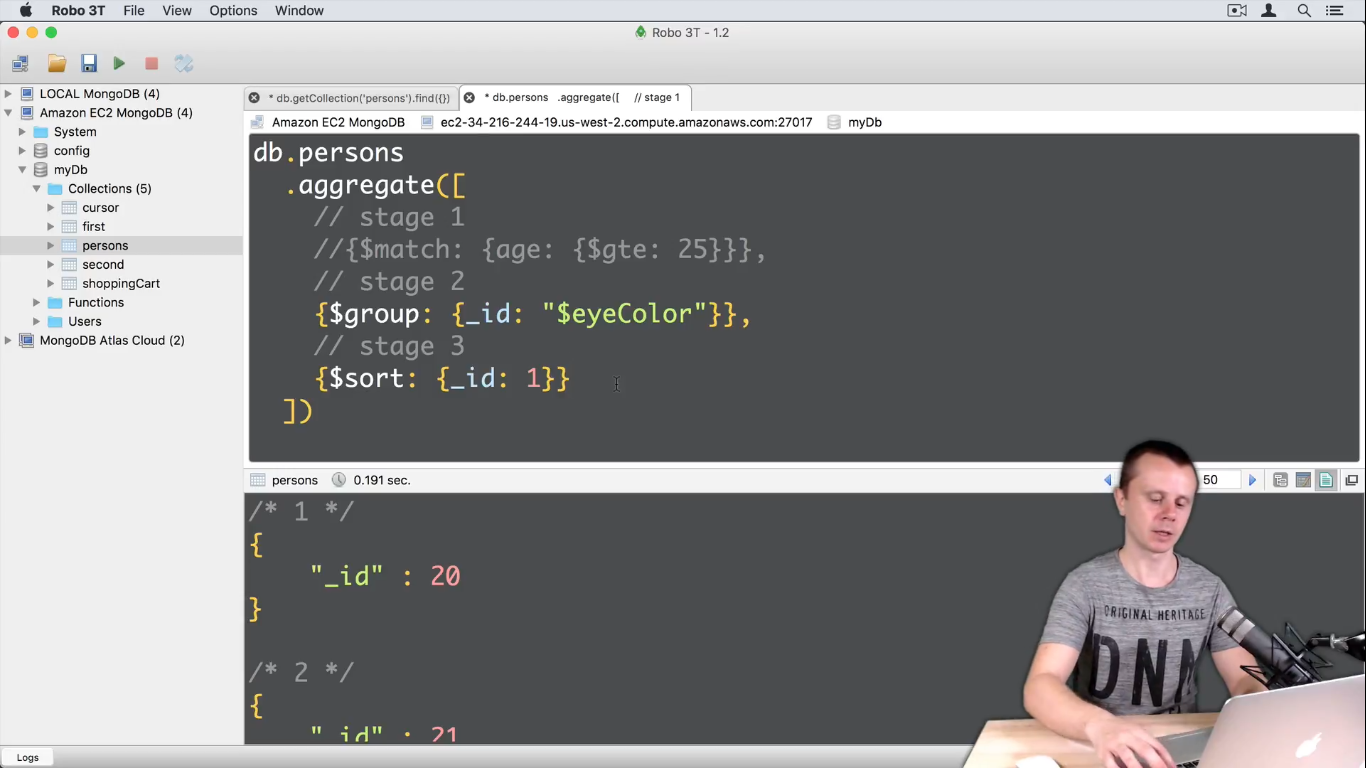 Robo 3T File View Options Window
Robo 3T - 1.2
LOCAL MongoDB (4)
Amazon EC2 MongoDB (4)
System
config
myDb
Collections (5)
cursor
first
persons
second
shoppingCart
Functions
Users
MongoDB Atlas Cloud (2)
* db.getCollection('persons').find({})
* db.persons .aggregate([ // stage 1
Amazon EC2 MongoDB ec2-34-216-244-19.us-west-2.compute.amazonaws.com:27017 myDb
db.persons
.aggregate([
// stage 1
//{$match: {age: {$gte: 25}}},
// stage 2
{$group: {_id: "$eyeColor"}},
// stage 3
{$sort: {_id: 1}}
])
persons 0.191 sec. 50
/* 1 */
{
"_id" : 20
}
/* 2 */
{
"_id" : 21
ORIGINAL HERITAGE
DNM
Logs